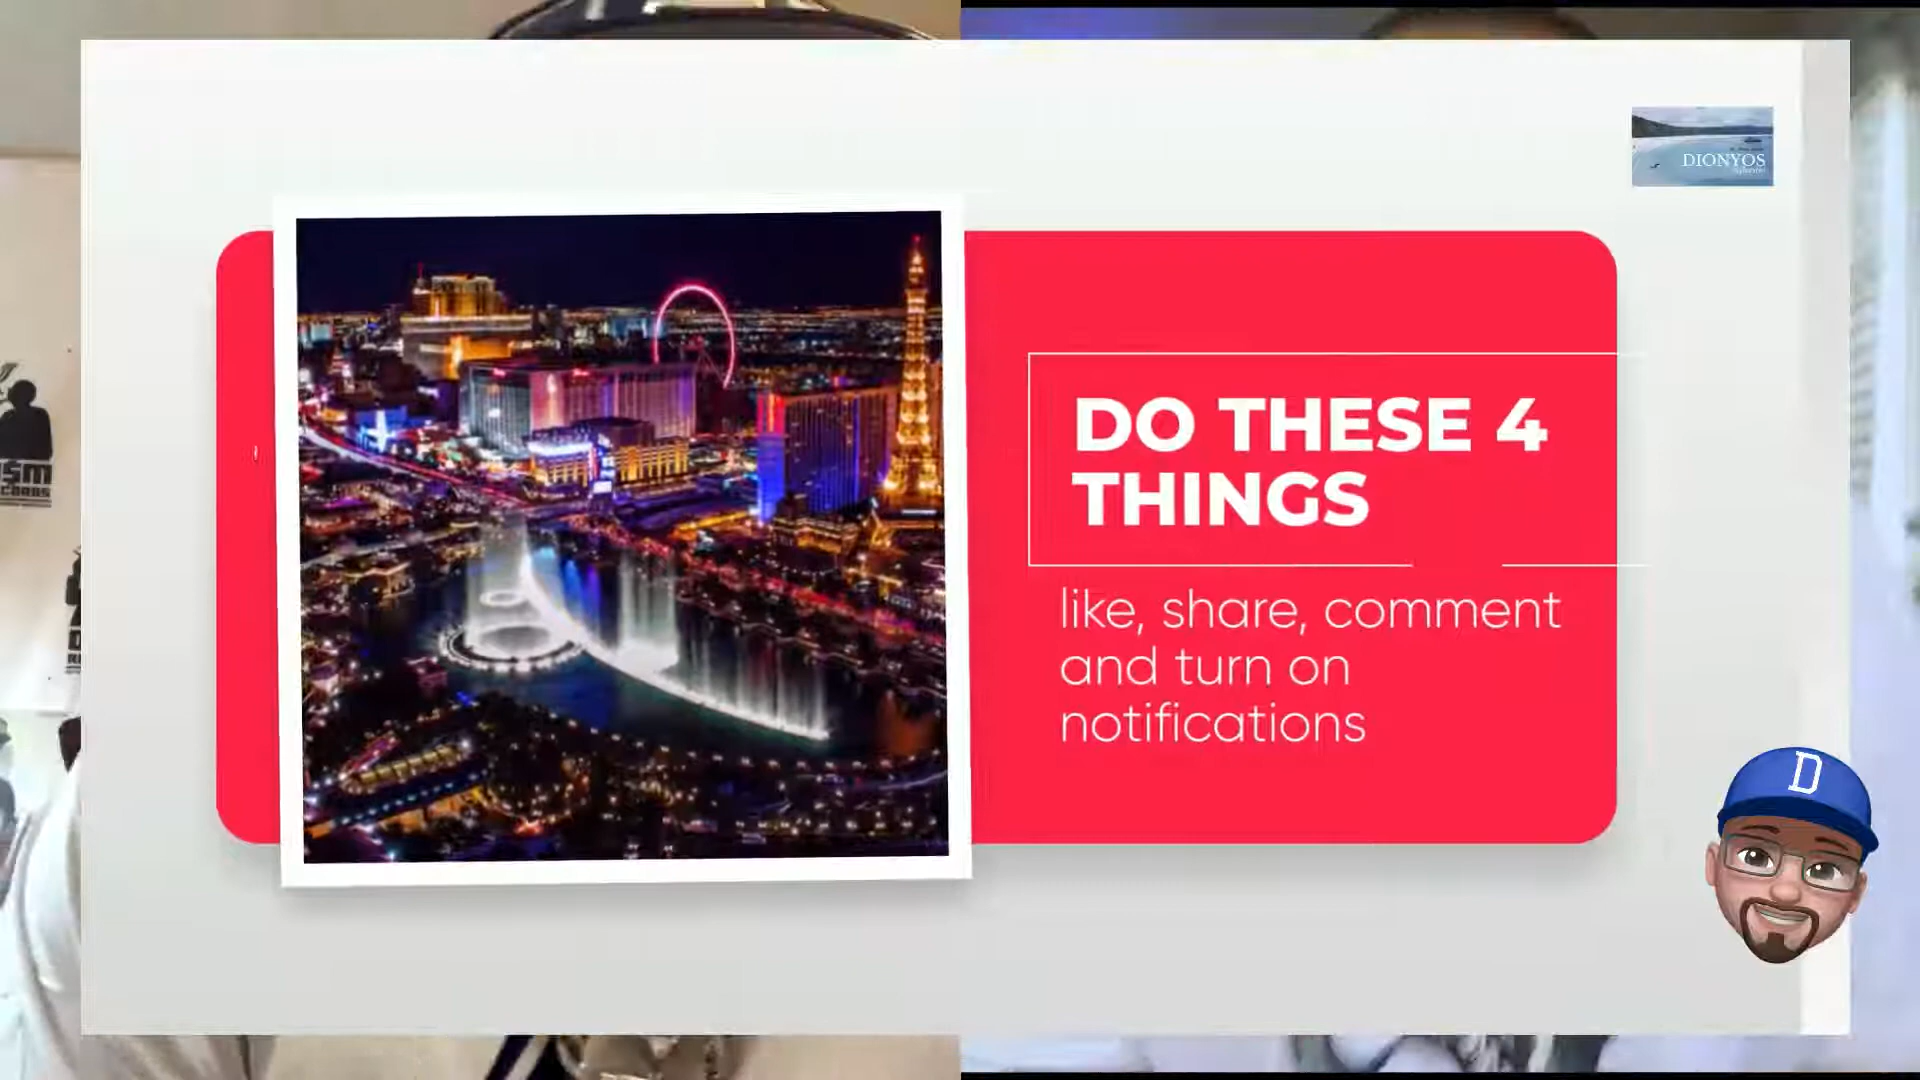 DIONYOS
DO THESE 4
THINGS
like, share, comment
and turn on
notifications
D